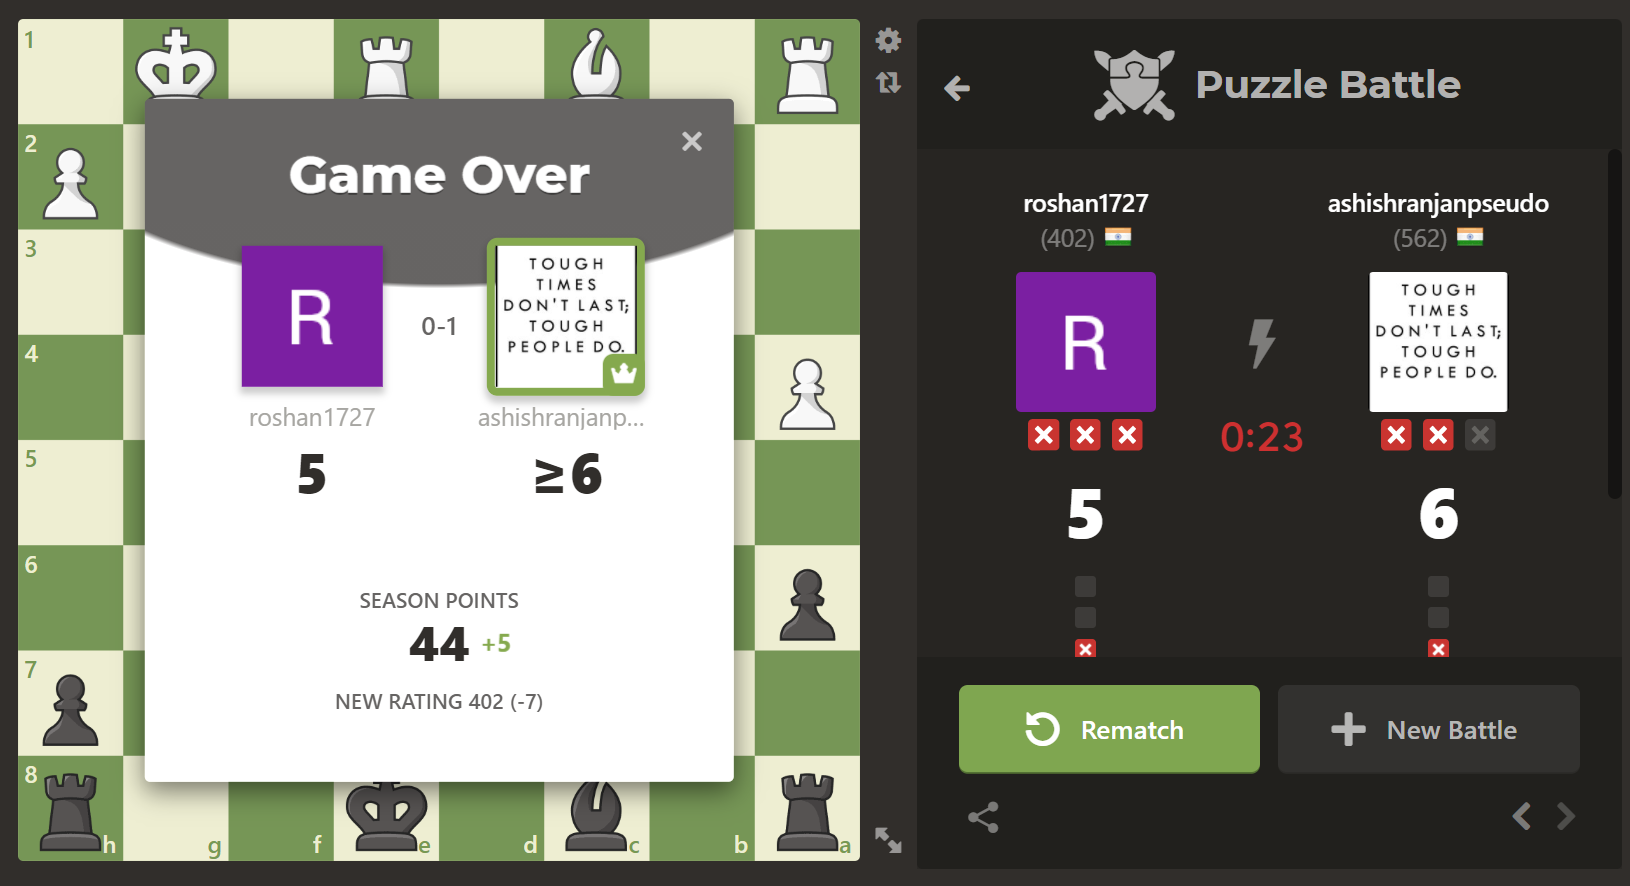 1
2
3
4
5
6
7
8
h g f e d c b a
Game Over
R
TOUGH
TIMES
DON'T LAST;
TOUGH
PEOPLE DO.
0-1
roshan1727
ashishranjanp...
5
≥6
SEASON POINTS
44 +5
NEW RATING 402 (-7)
Puzzle Battle
roshan1727
(402)
ashishranjanpseudo
(562)
R
TOUGH
TIMES
DON'T LAST;
TOUGH
PEOPLE DO.
0:23
5
6
Rematch
New Battle